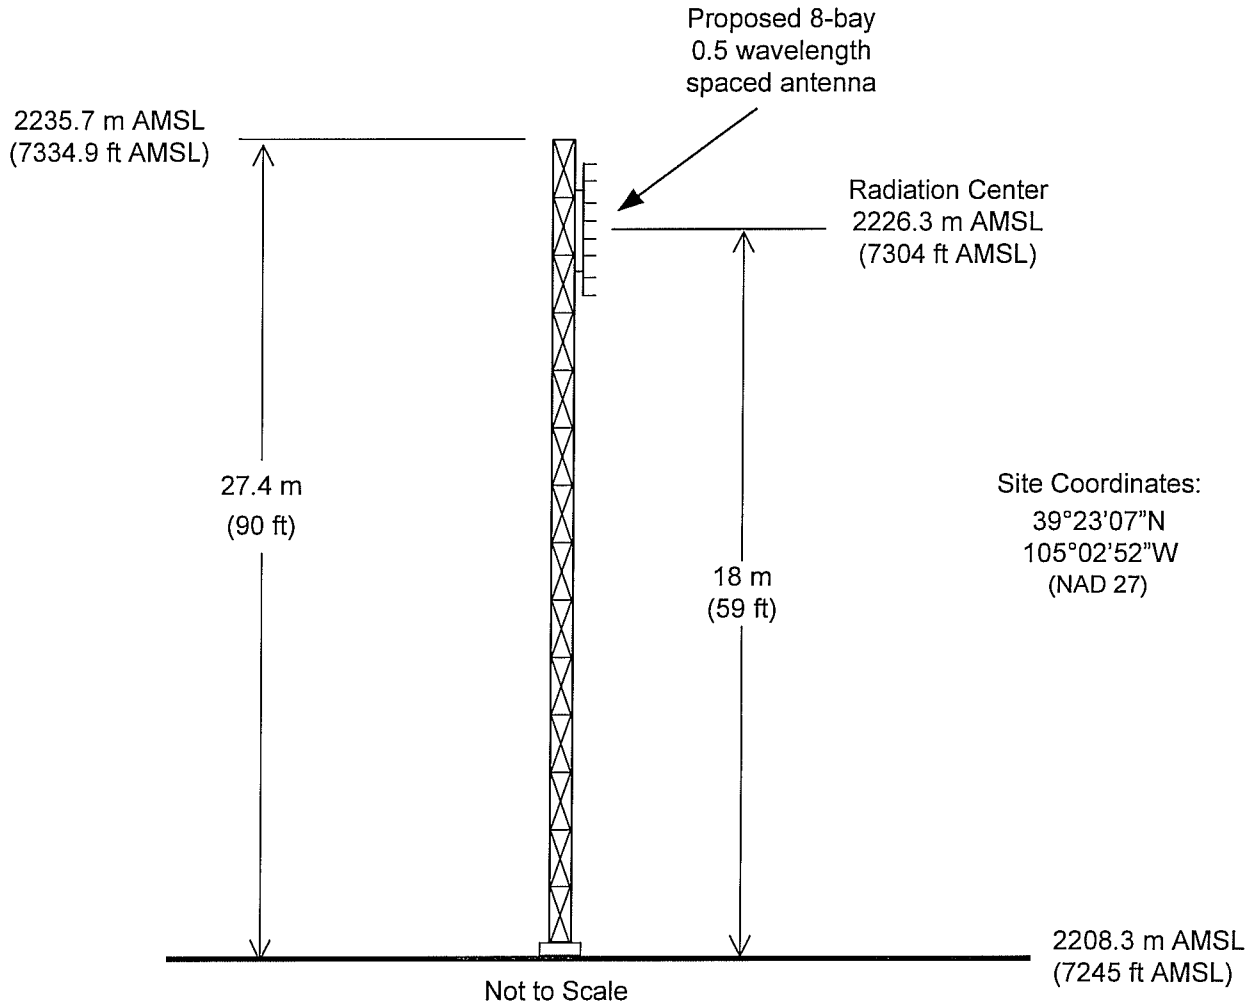 Proposed 8-bay
0.5 wavelength
spaced antenna
2235.7 m AMSL
(7334.9 ft AMSL)
Radiation Center
2226.3 m AMSL
(7304 ft AMSL)
27.4 m
(90 ft)
Site Coordinates:
39°23’07”N
105°02’52”W
(NAD 27)
18 m
(59 ft)
2208.3 m AMSL
(7245 ft AMSL)
Not to Scale